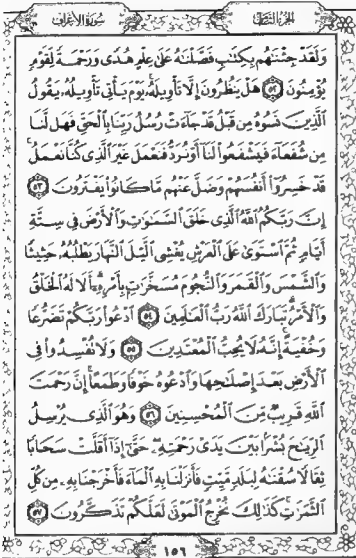 الجزء الثامن
سورة الأعراف
وَلَقَدْ جِئْنَٰهُم بِكِتَٰبٍ فَصَّلْنَٰهُ عَلَىٰ عِلْمٍ هُدًى وَرَحْمَةً لِّقَوْمٍ
يُؤْمِنُونَ ٥٢ هَلْ يَنظُرُونَ إِلَّا تَأْوِيلَهُۥ ۚ يَوْمَ يَأْتِى تَأْوِيلُهُۥ يَقُولُ
ٱلَّذِينَ نَسُوهُ مِن قَبْلُ قَدْ جَآءَتْ رُسُلُ رَبِّنَا بِٱلْحَقِّ فَهَل لَّنَا
مِن شُفَعَآءَ فَيَشْفَعُوا۟ لَنَآ أَوْ نُرَدُّ فَنَعْمَلَ غَيْرَ ٱلَّذِى كُنَّا نَعْمَلُ ۚ
قَدْ خَسِرُوٓا۟ أَنفُسَهُمْ وَضَلَّ عَنْهُم مَّا كَانُوا۟ يَفْتَرُونَ ٥٣
إِنَّ رَبَّكُمُ ٱللَّهُ ٱلَّذِى خَلَقَ ٱلسَّمَٰوَٰتِ وَٱلْأَرْضَ فِى سِتَّةِ
أَيَّامٍ ثُمَّ ٱسْتَوَىٰ عَلَى ٱلْعَرْشِ يُغْشِى ٱلَّيْلَ ٱلنَّهَارَ يَطْلُبُهُۥ حَثِيثًا
وَٱلشَّمْسَ وَٱلْقَمَرَ وَٱلنُّجُومَ مُسَخَّرَٰتٍۭ بِأَمْرِهِۦٓ ۗ أَلَا لَهُ ٱلْخَلْقُ
وَٱلْأَمْرُ ۗ تَبَارَكَ ٱللَّهُ رَبُّ ٱلْعَٰلَمِينَ ٥٤ ٱدْعُوا۟ رَبَّكُمْ تَضَرُّعًا
وَخُفْيَةً ۚ إِنَّهُۥ لَا يُحِبُّ ٱلْمُعْتَدِينَ ٥٥ وَلَا تُفْسِدُوا۟ فِى
ٱلْأَرْضِ بَعْدَ إِصْلَٰحِهَا وَٱدْعُوهُ خَوْفًا وَطَمَعًا ۚ إِنَّ رَحْمَتَ
ٱللَّهِ قَرِيبٌ مِّنَ ٱلْمُحْسِنِينَ ٥٦ وَهُوَ ٱلَّذِى يُرْسِلُ
ٱلرِّيَٰحَ بُشْرًۢا بَيْنَ يَدَىْ رَحْمَتِهِۦ ۖ حَتَّىٰٓ إِذَآ أَقَلَّتْ سَحَابًا
ثِقَالًا سُقْنَٰهُ لِبَلَدٍ مَّيِّتٍ فَأَنزَلْنَا بِهِ ٱلْمَآءَ فَأَخْرَجْنَا بِهِۦ مِن كُلِّ
ٱلثَّمَرَٰتِ ۚ كَذَٰلِكَ نُخْرِجُ ٱلْمَوْتَىٰ لَعَلَّكُمْ تَذَكَّرُونَ ٥٧
١٥٦